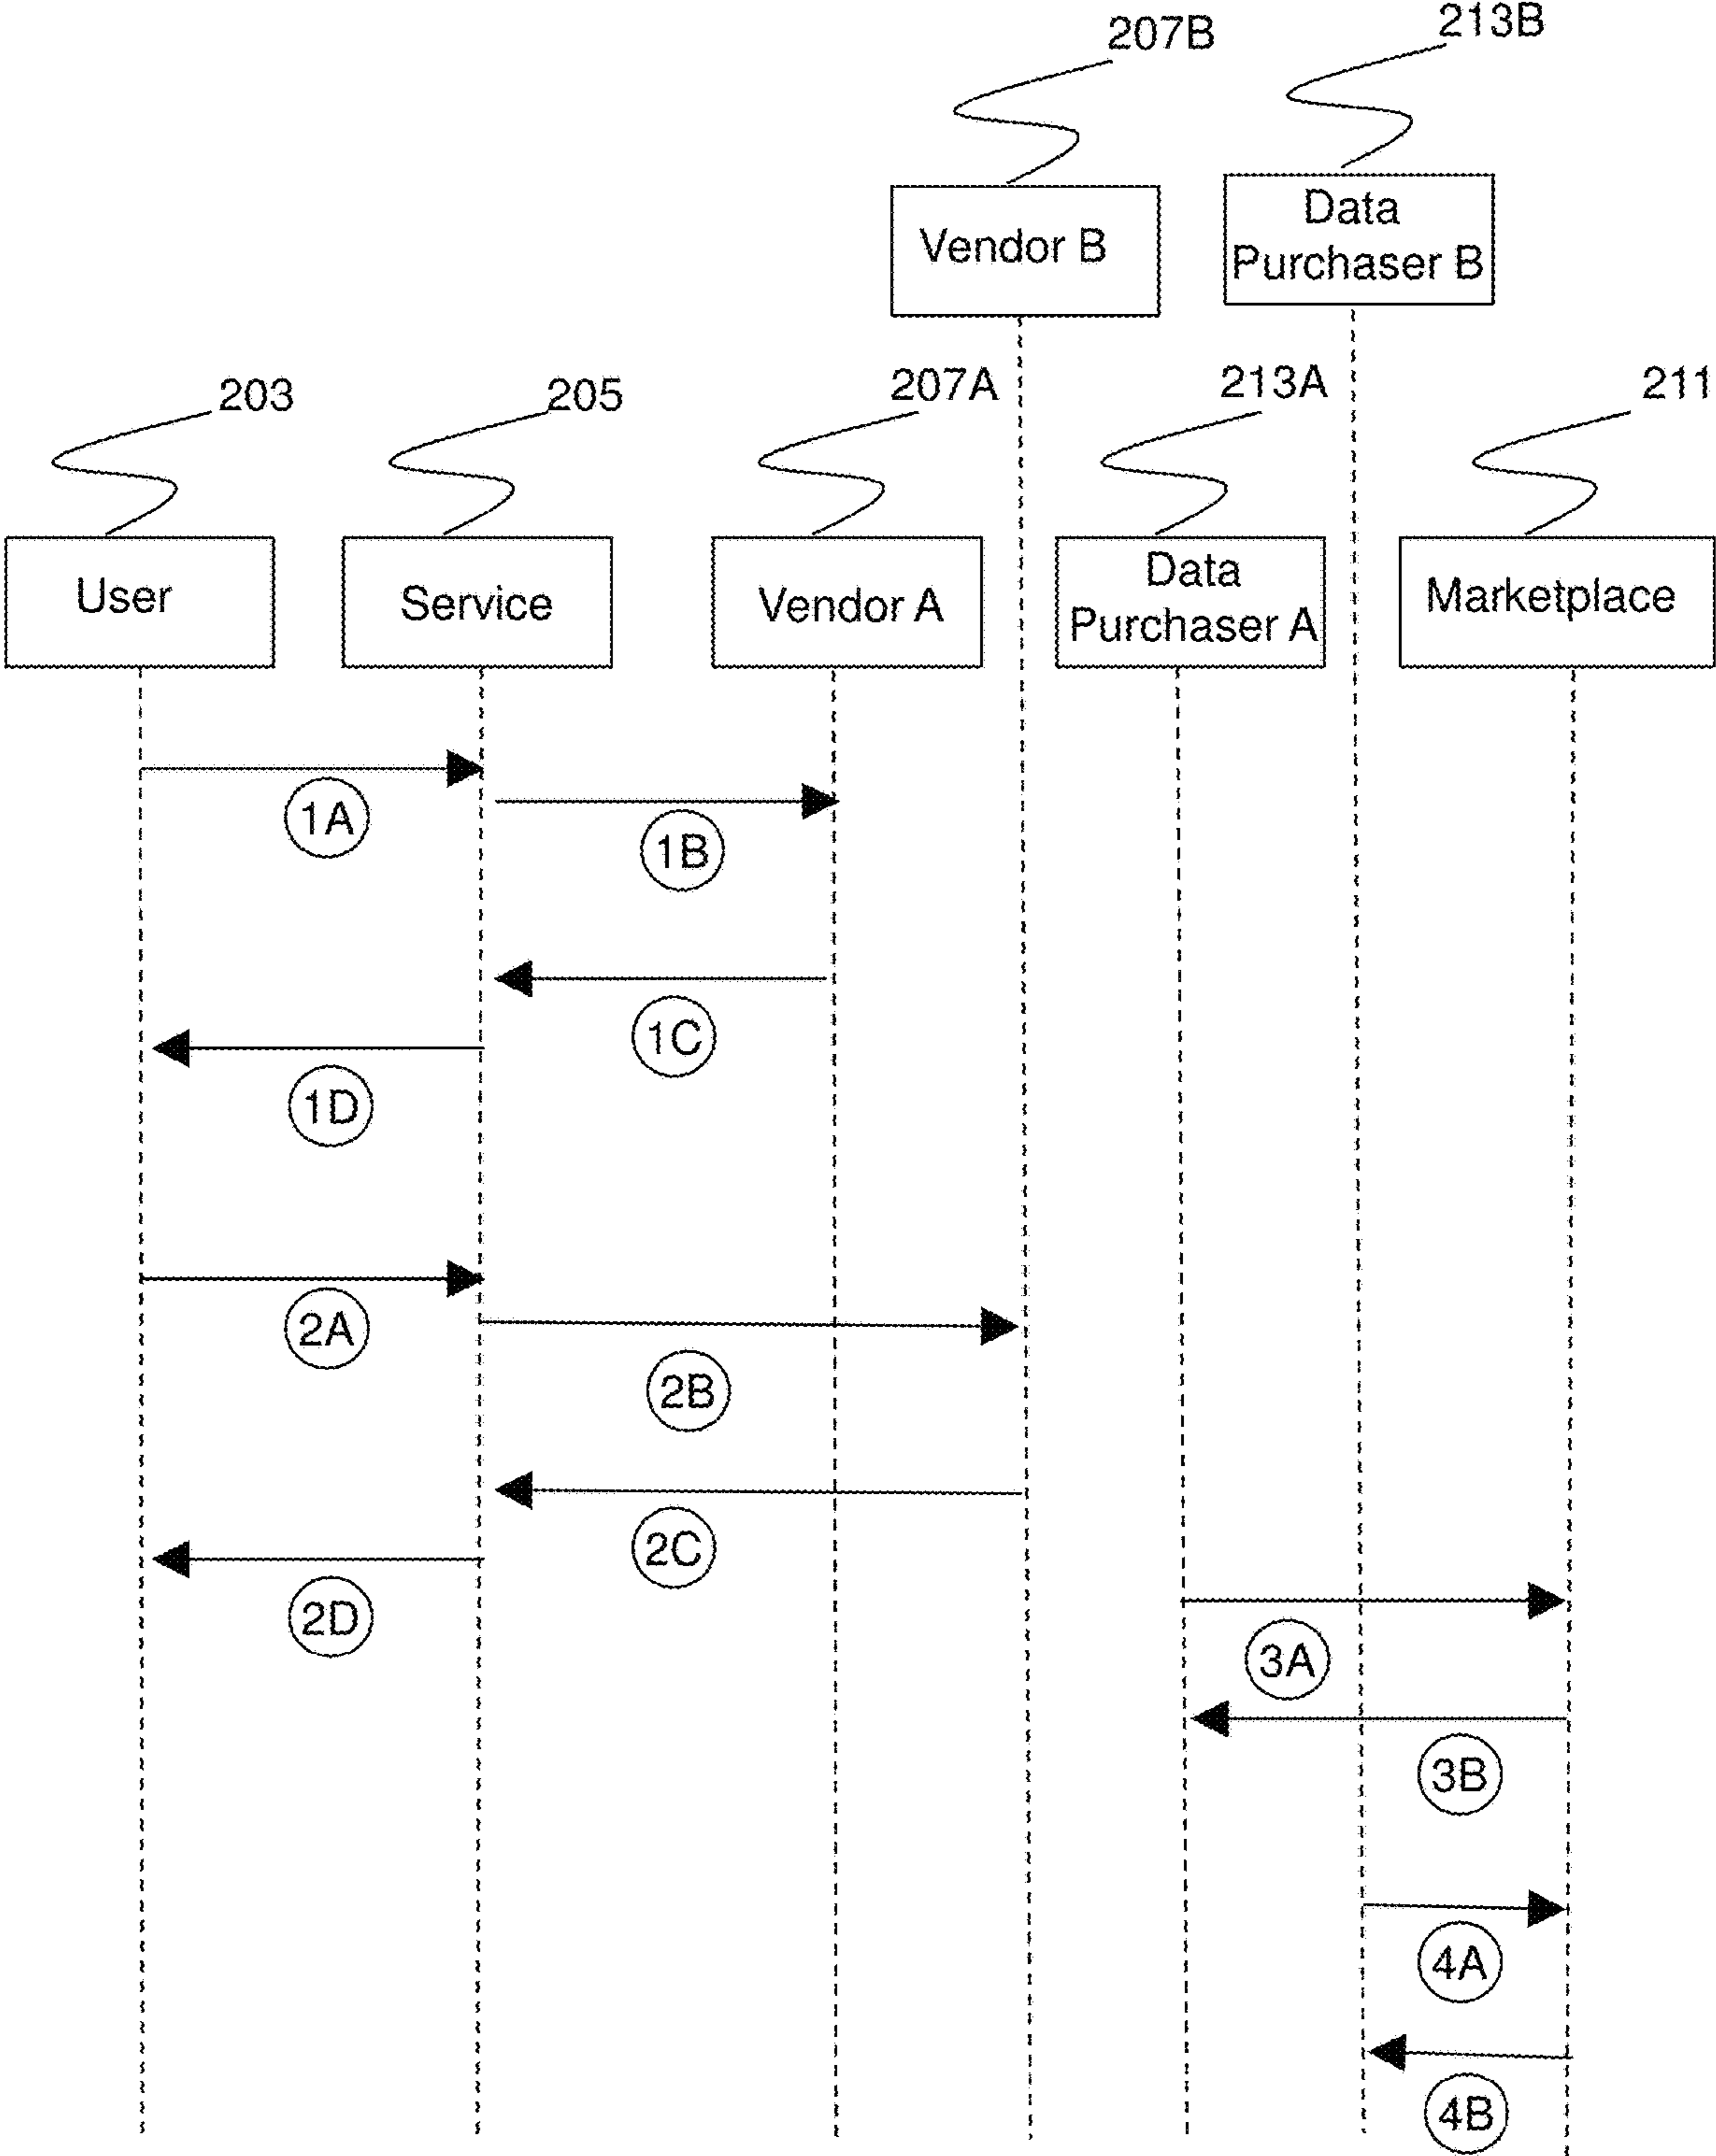 207B
213B
Vendor B
Data
Purchaser B
203
205
207A
213A
211
User
Service
Vendor A
Data
Purchaser A
Marketplace
1A
1B
1C
1D
2A
2B
2C
2D
3A
3B
4A
4B